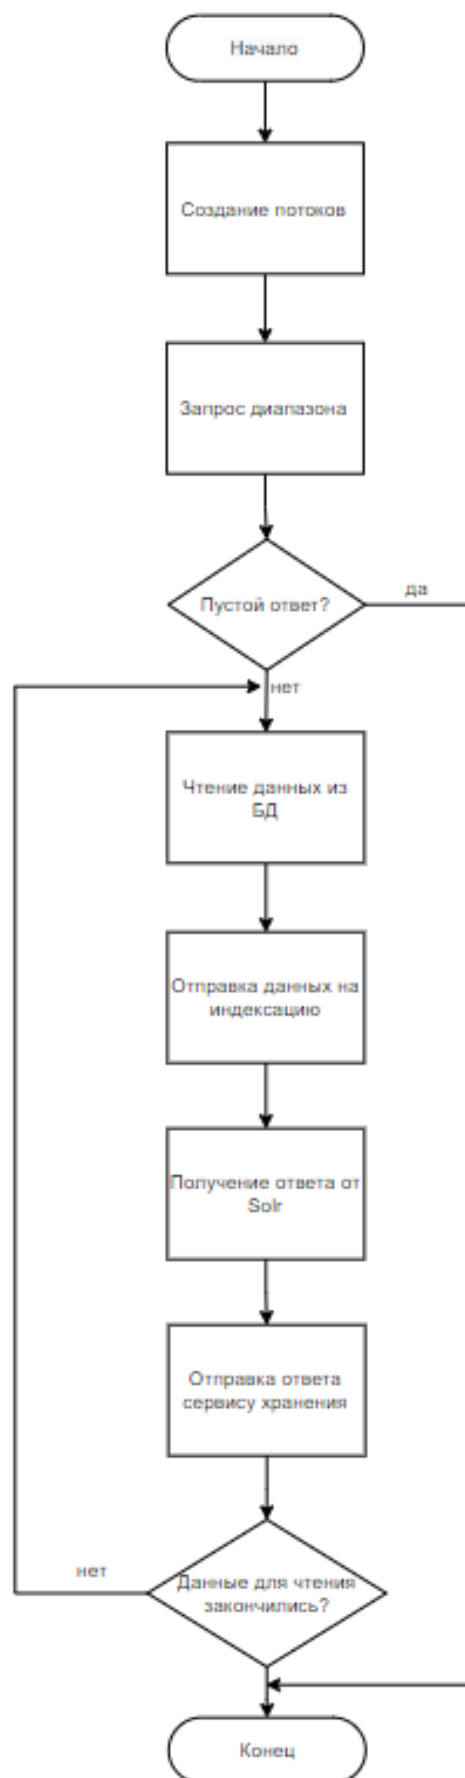 Начало
Создание потоков
Запрос диапазона
Пустой ответ?
да
нет
Чтение данных из
БД
Отправка данных на
индексацию
Получение ответа от
Solr
Отправка ответа
сервису хранения
нет
Данные для чтения
закончились?
Конец